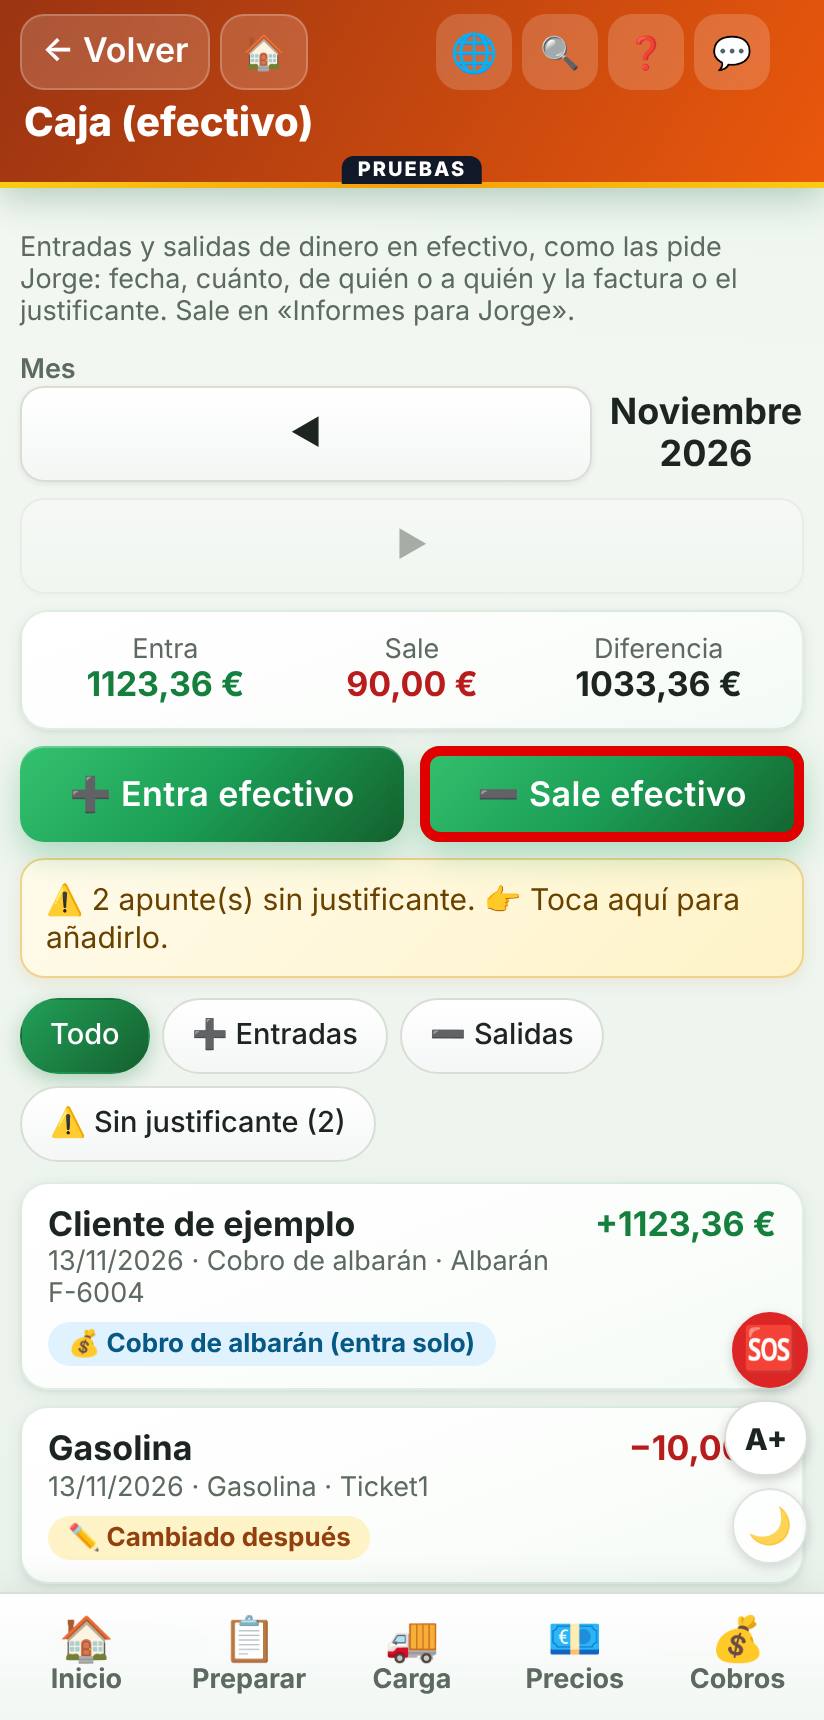 ← Volver
Caja (efectivo)
PRUEBAS
Entradas y salidas de dinero en efectivo, como las pide
Jorge: fecha, cuánto, de quién o a quién y la factura o el
justificante. Sale en «Informes para Jorge».
Mes
Noviembre
2026
Entra
1123,36 €
Sale
90,00 €
Diferencia
1033,36 €
➕ Entra efectivo
➖ Sale efectivo
⚠️ 2 apunte(s) sin justificante. 👉 Toca aquí para
añadirlo.
Todo
➕ Entradas
➖ Salidas
⚠️ Sin justificante (2)
Cliente de ejemplo
+1123,36 €
13/11/2026 · Cobro de albarán · Albarán
F-6004
💰 Cobro de albarán (entra solo)
SOS
Gasolina
13/11/2026 · Gasolina · Ticket1
✏️ Cambiado después
A+
Inicio
Preparar
Carga
Precios
Cobros